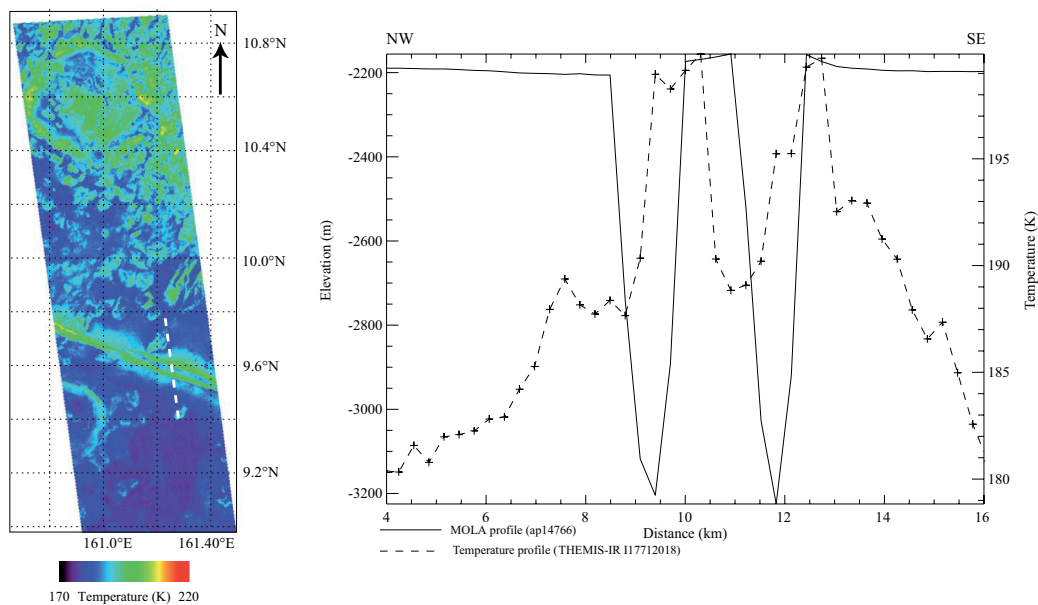 N
10.8°N
10.4°N
10.0°N
9.6°N
9.2°N
161.0°E
161.40°E
170 Temperature (K) 220
NW
SE
-2200
-2400
-2600
-2800
-3000
-3200
Elevation (m)
195
190
185
180
Temperature (K)
4
6
8
10
12
14
16
Distance (km)
MOLA profile (ap14766)
Temperature profile (THEMIS-IR I17712018)